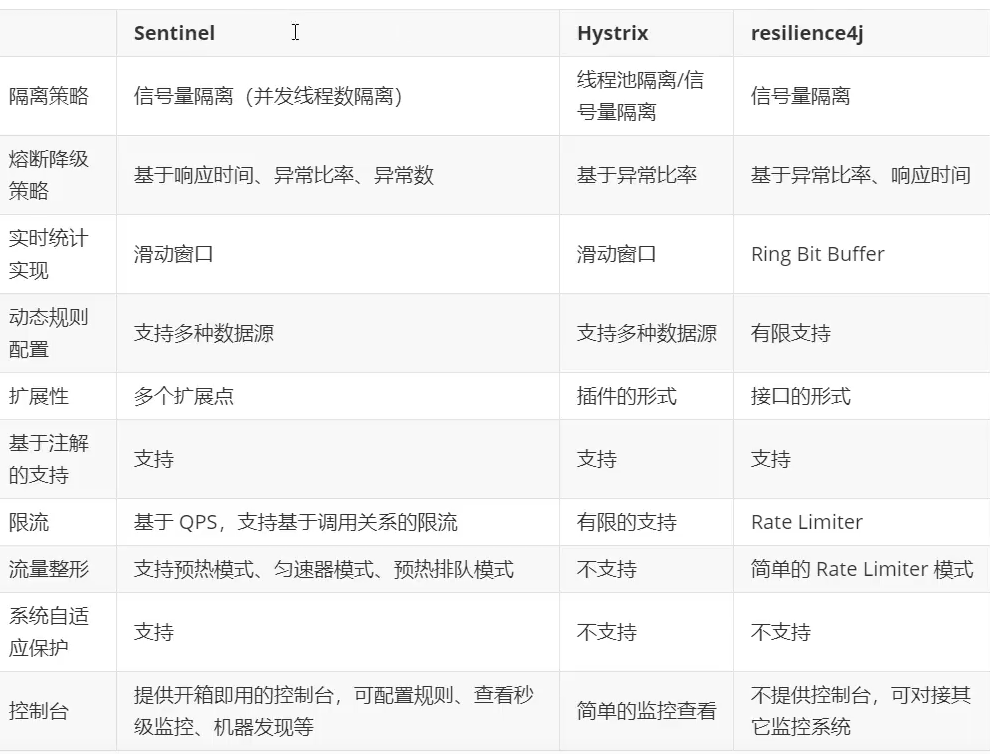 Sentinel Hystrix resilience4j
隔离策略 信号量隔离（并发线程数隔离） 线程池隔离/信号量隔离 信号量隔离
熔断降级策略 基于响应时间、异常比率、异常数 基于异常比率 基于异常比率、响应时间
实时统计实现 滑动窗口 滑动窗口 Ring Bit Buffer
动态规则配置 支持多种数据源 支持多种数据源 有限支持
扩展性 多个扩展点 插件的形式 接口的形式
基于注解的支持 支持 支持 支持
限流 基于 QPS，支持基于调用关系的限流 有限的支持 Rate Limiter
流量整形 支持预热模式、匀速器模式、预热排队模式 不支持 简单的 Rate Limiter 模式
系统自适应保护 支持 不支持 不支持
控制台 提供开箱即用的控制台，可配置规则、查看秒级监控、机器发现等 简单的监控查看 不提供控制台，可对接其它监控系统